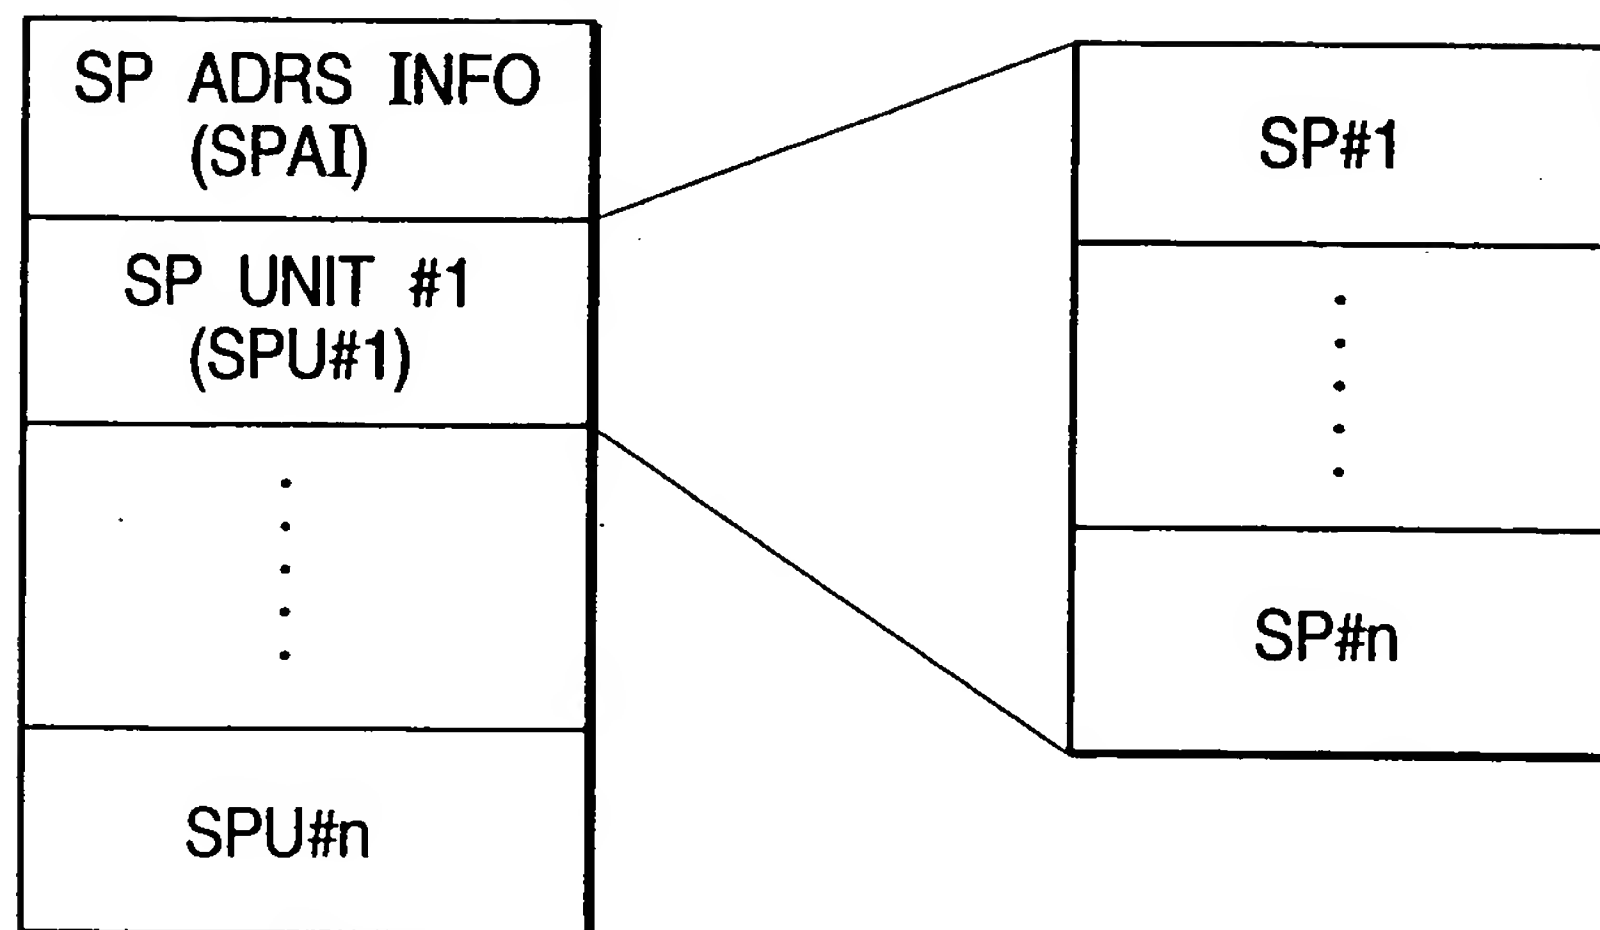 SP ADRS INFO
(SPAI)
SP UNIT #1
(SPU#1)
SPU#n
SP#1
SP#n